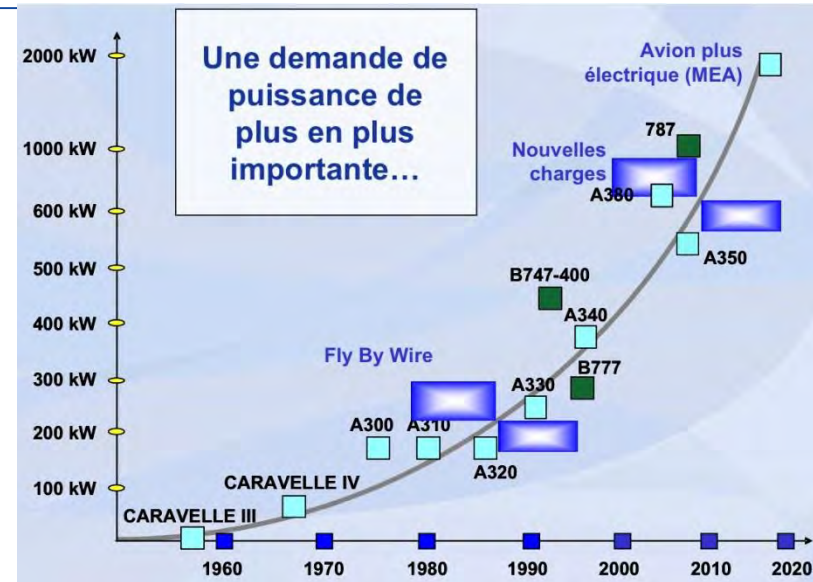 2000 kW
1000 kW
600 kW
500 kW
400 kW
300 kW
200 kW
100 kW
Une demande de
puissance de
plus en plus
importante…
Avion plus
électrique (MEA)
787
Nouvelles
charges
A380
A350
B747-400
A340
Fly By Wire
B777
A330
A300
A310
A320
CARAVELLE IV
CARAVELLE III
1960
1970
1980
1990
2000
2010
2020